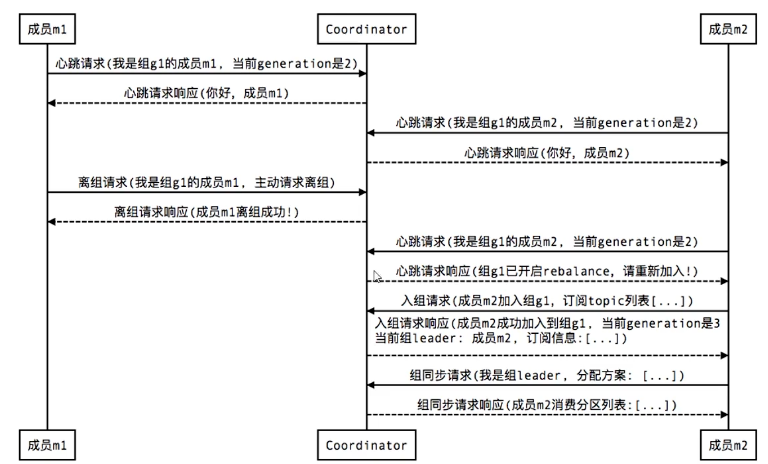 成员m1
Coordinator
成员m2
心跳请求(我是组g1的成员m1, 当前generation是2)
心跳请求响应(你好, 成员m1)
心跳请求(我是组g1的成员m2, 当前generation是2)
心跳请求响应(你好, 成员m2)
离组请求(我是组g1的成员m1, 主动请求离组)
离组请求响应(成员m1离组成功!)
心跳请求(我是组g1的成员m2, 当前generation是2)
心跳请求响应(组g1已开启rebalance, 请重新加入!)
入组请求(成员m2加入组g1, 订阅topic列表[...])
入组请求响应(成员m2成功加入到组g1, 当前generation是3
当前组leader: 成员m2, 订阅信息:[...])
组同步请求(我是组leader, 分配方案: [...])
组同步请求响应(成员m2消费分区列表:[...])
成员m1
Coordinator
成员m2